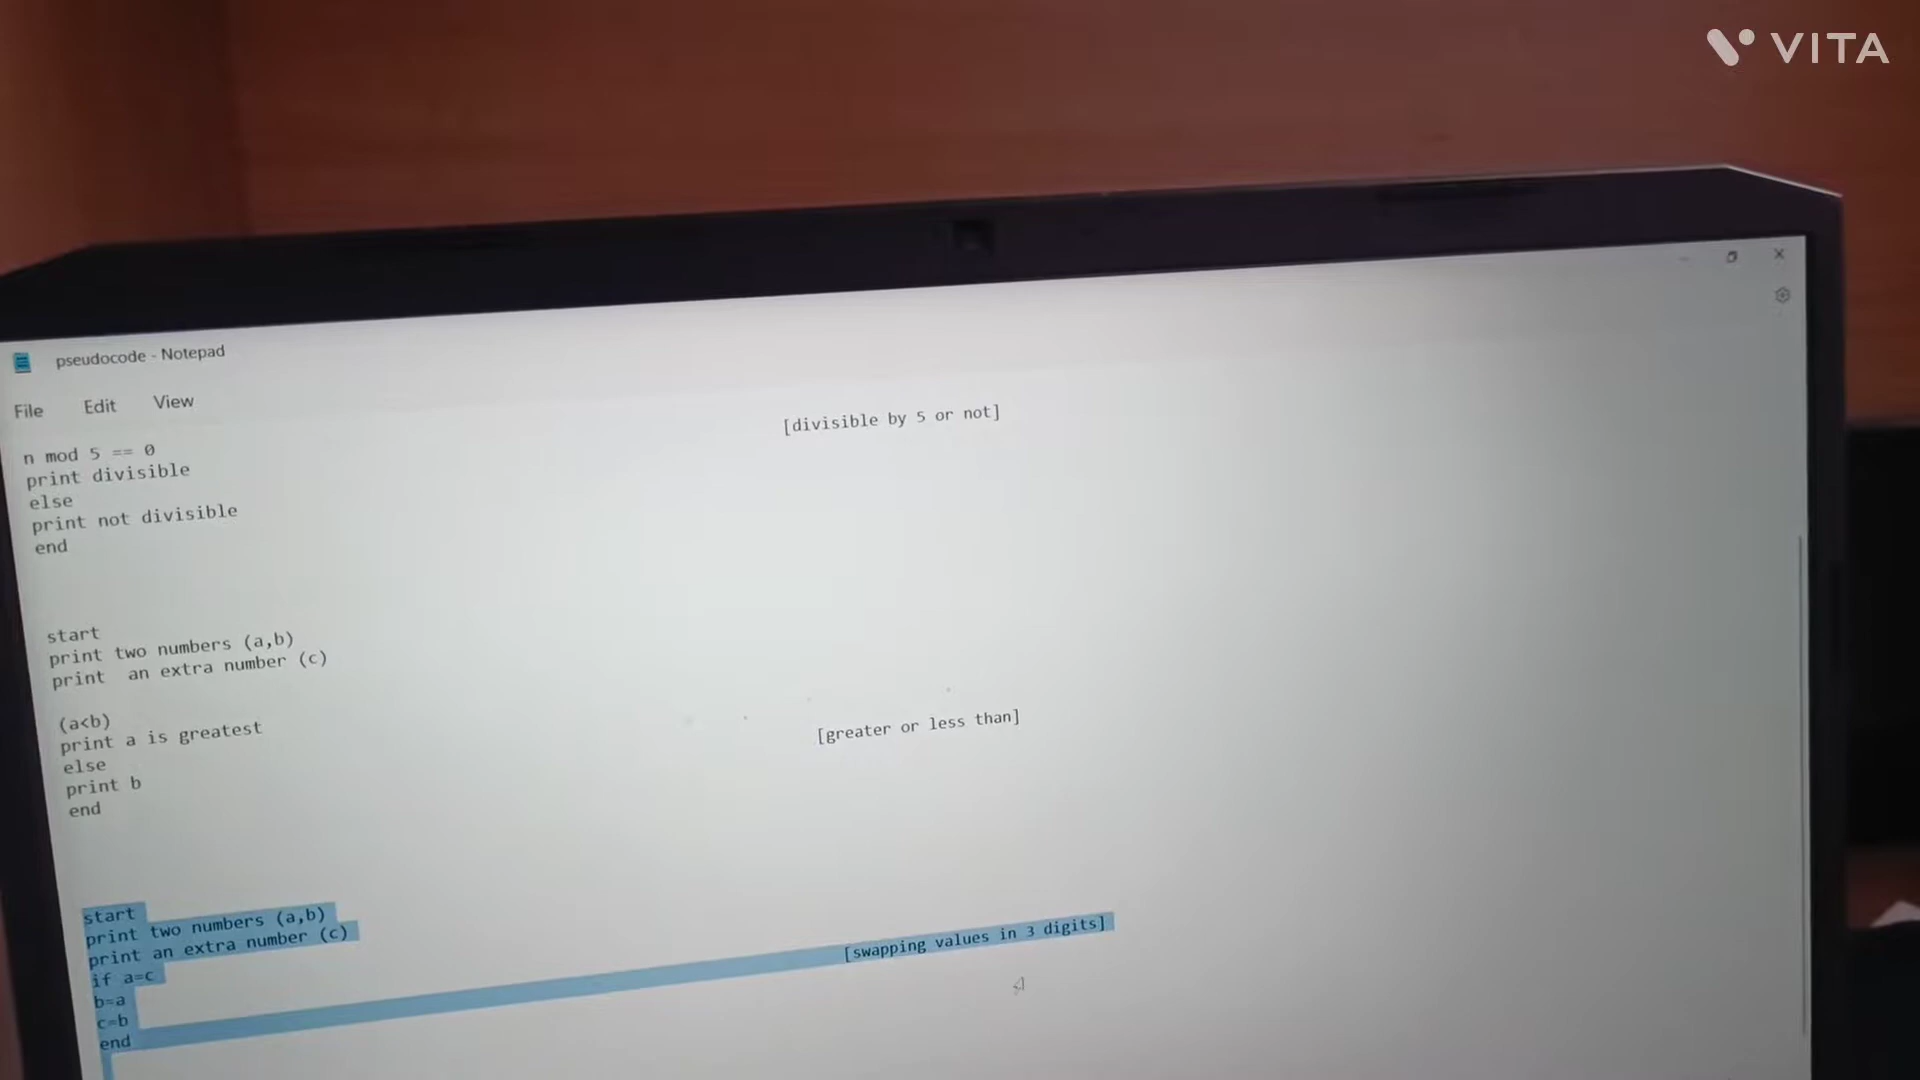 VITA
pseudocode - Notepad
File Edit View
[divisible by 5 or not]
n mod 5 == 0
print divisible
else
print not divisible
end
start
print two numbers (a,b)
print  an extra number (c)
(a<b)
print a is greatest
[greater or less than]
else
print b
end
start
print two numbers (a,b)
print an extra number (c)
[swapping values in 3 digits]
if a=c
b=a
c=b
end